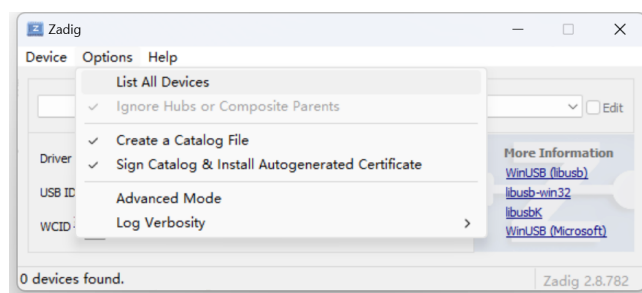 Zadig
Device Options Help
List All Devices
Ignore Hubs or Composite Parents
Edit
Create a Catalog File
Sign Catalog & Install Autogenerated Certificate
Advanced Mode
Log Verbosity
Driver
USB ID
WCID
More Information
WinUSB (libusb)
libusb-win32
libusbK
WinUSB (Microsoft)
0 devices found.
Zadig 2.8.782